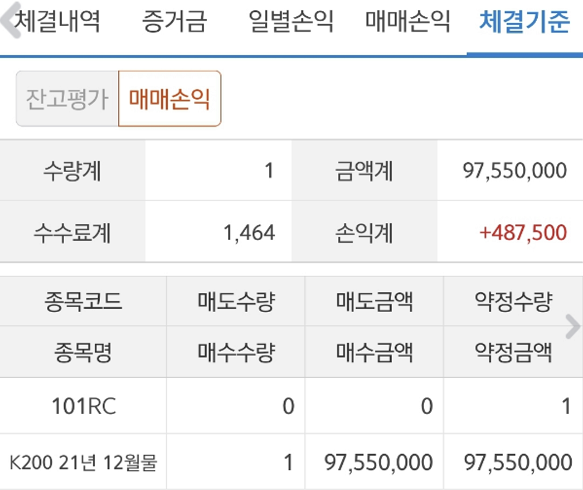 체결내역 증거금 일별손익 매매손익 체결기준
잔고평가 매매손익
수량계 1 금액계 97,550,000
수수료계 1,464 손익계 +487,500
종목코드 매도수량 매도금액 약정수량
종목명 매수수량 매수금액 약정금액
101RC 0 0 1
K200 21년 12월물 1 97,550,000 97,550,000